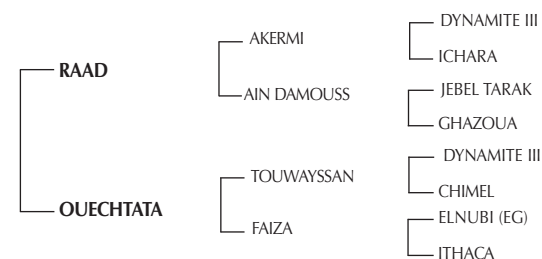 DYNAMITE III
AKERMI
ICHARA
RAAD
JEBEL TARAK
AIN DAMOUSS
GHAZOUA
DYNAMITE III
TOUWAYSSAN
CHIMEL
OUECHTATA
ELNUBI (EG)
FAIZA
ITHACA